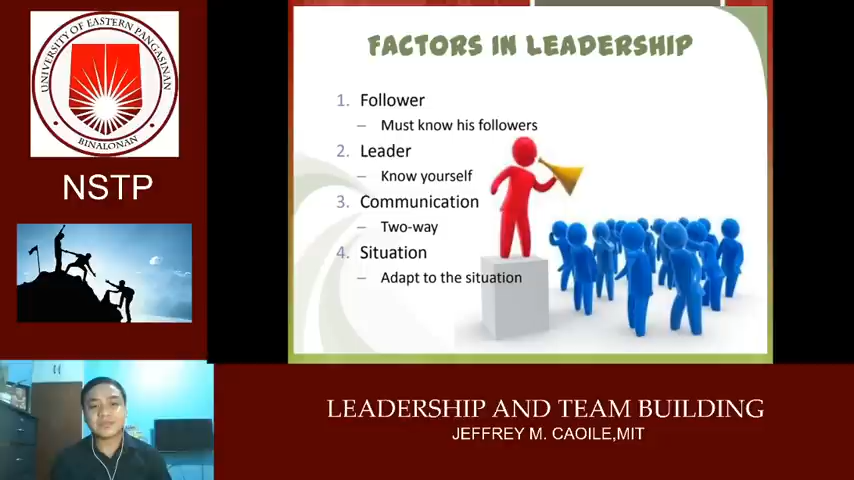 UNIVERSITY OF EASTERN PANGASINAN
BINALONAN
NSTP
FACTORS IN LEADERSHIP
1. Follower
– Must know his followers
2. Leader
– Know yourself
3. Communication
– Two-way
4. Situation
– Adapt to the situation
LEADERSHIP AND TEAM BUILDING
JEFFREY M. CAOILE,MIT